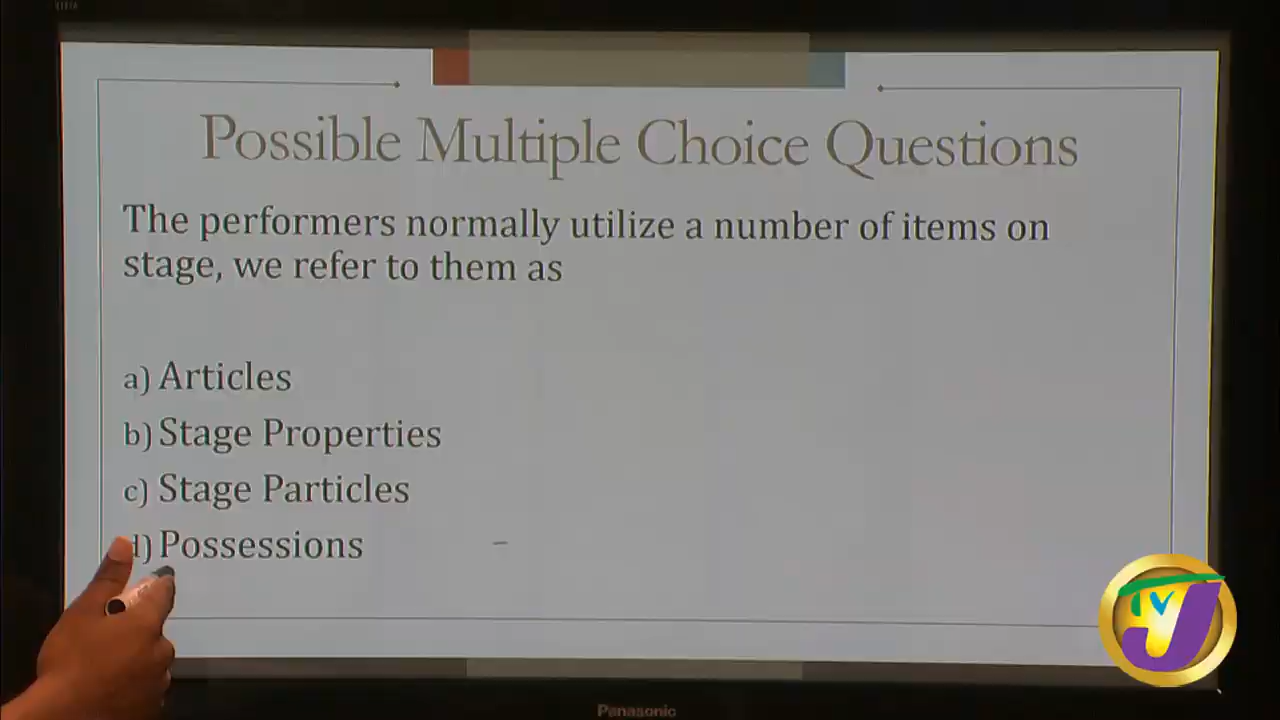 Possible Multiple Choice Questions
The performers normally utilize a number of items on
stage, we refer to them as
a) Articles
b) Stage Properties
c) Stage Particles
d) Possessions
TVJ
Panasonic